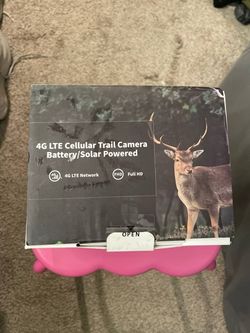 4G LTE Cellular Trail Camera
Battery/Solar Powered
4G LTE Network
FHD
Full HD
OPEN